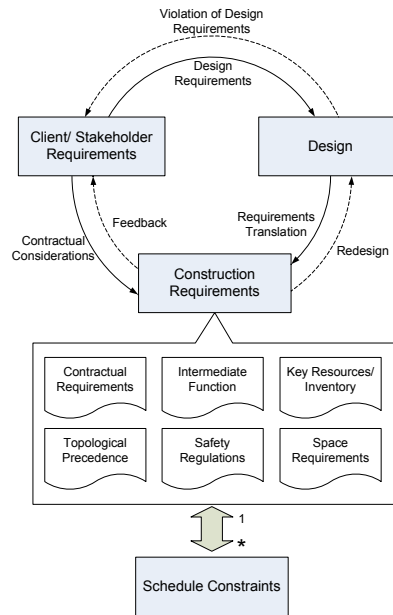 Violation of Design
Requirements
Design
Requirements
Client/ Stakeholder
Requirements
Design
Feedback
Requirements
Translation
Contractual
Considerations
Redesign
Construction
Requirements
Contractual
Requirements
Intermediate
Function
Key Resources/
Inventory
Topological
Precedence
Safety
Regulations
Space
Requirements
1
*
Schedule Constraints